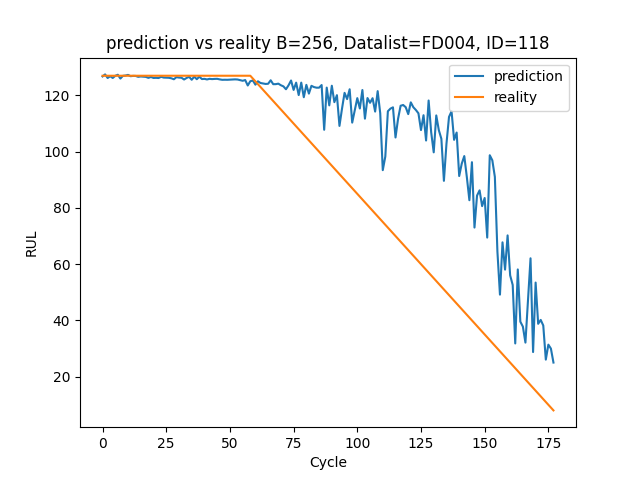 prediction vs reality B=256, Datalist=FD004, ID=118
prediction
reality
RUL
120
100
80
60
40
20
0 25 50 75 100 125 150 175
Cycle